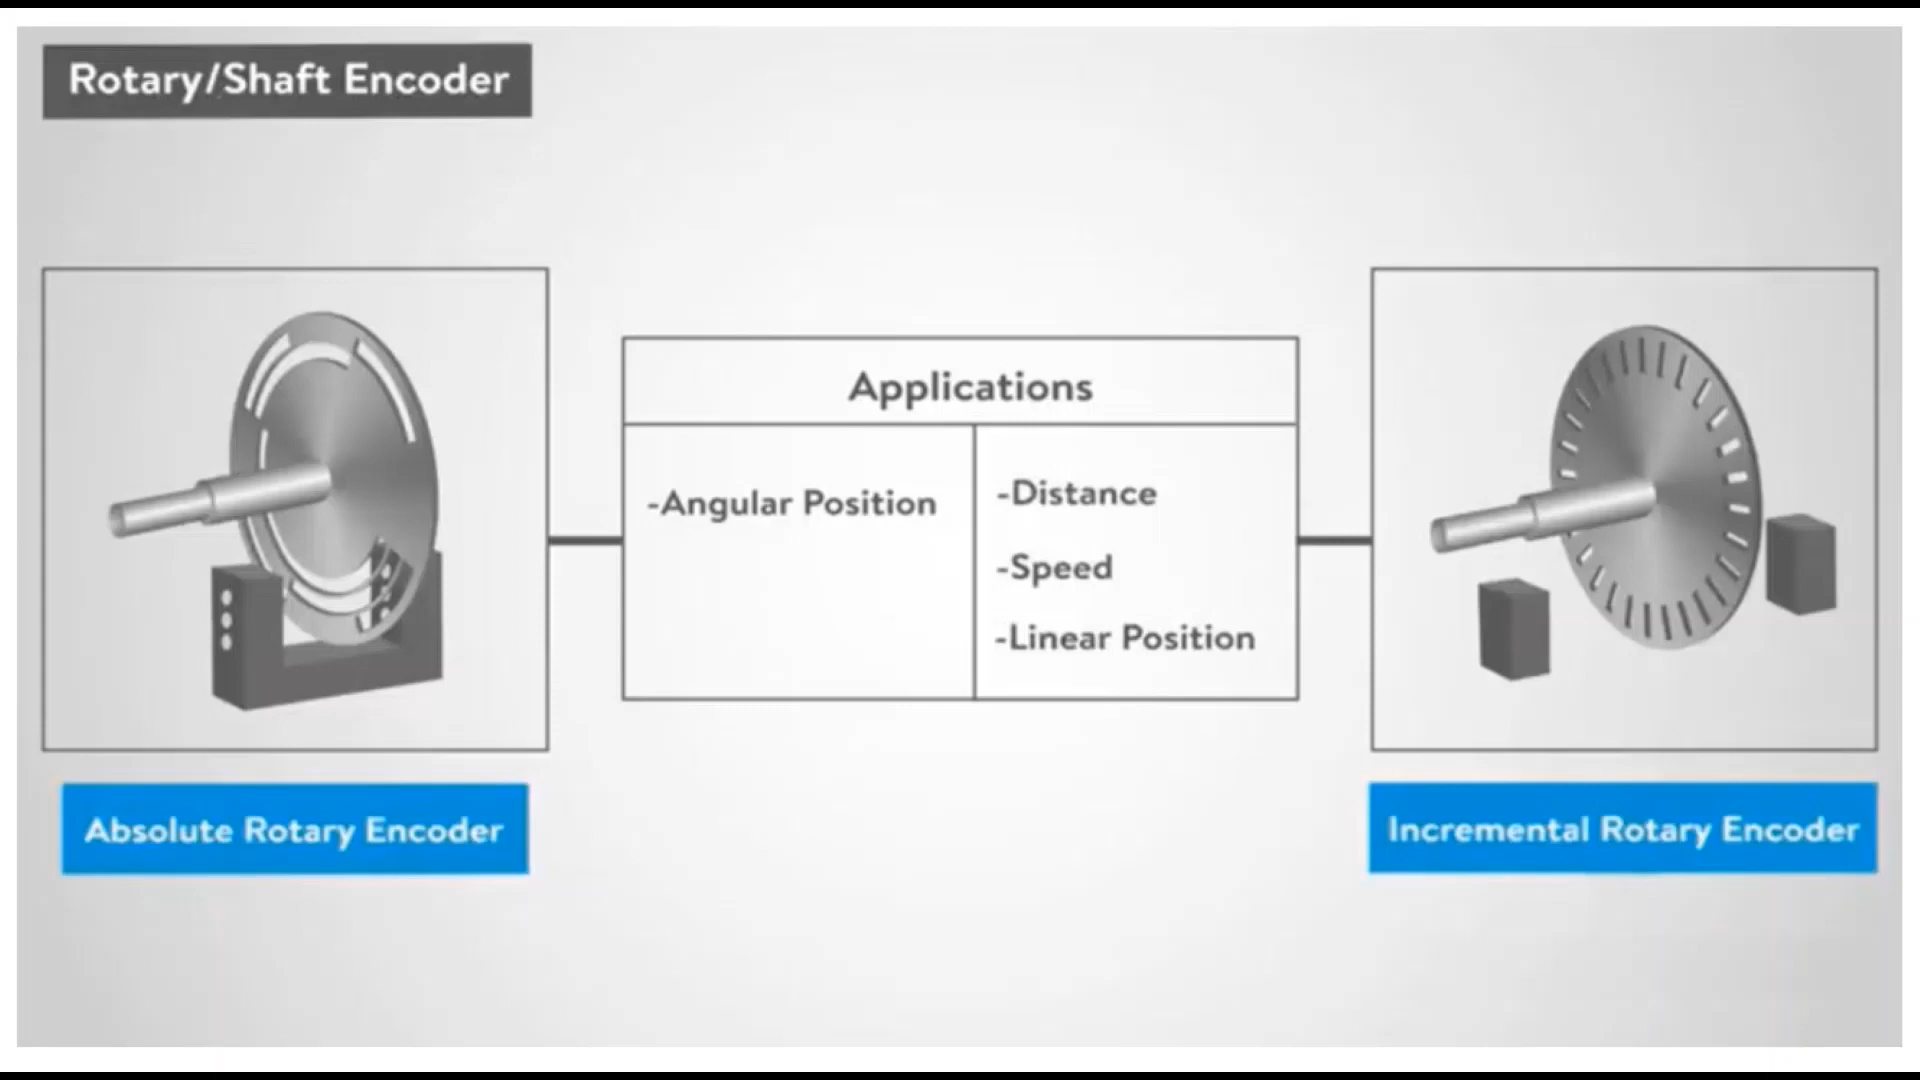 Rotary/Shaft Encoder
Applications
-Angular Position
-Distance
-Speed
-Linear Position
Absolute Rotary Encoder
Incremental Rotary Encoder